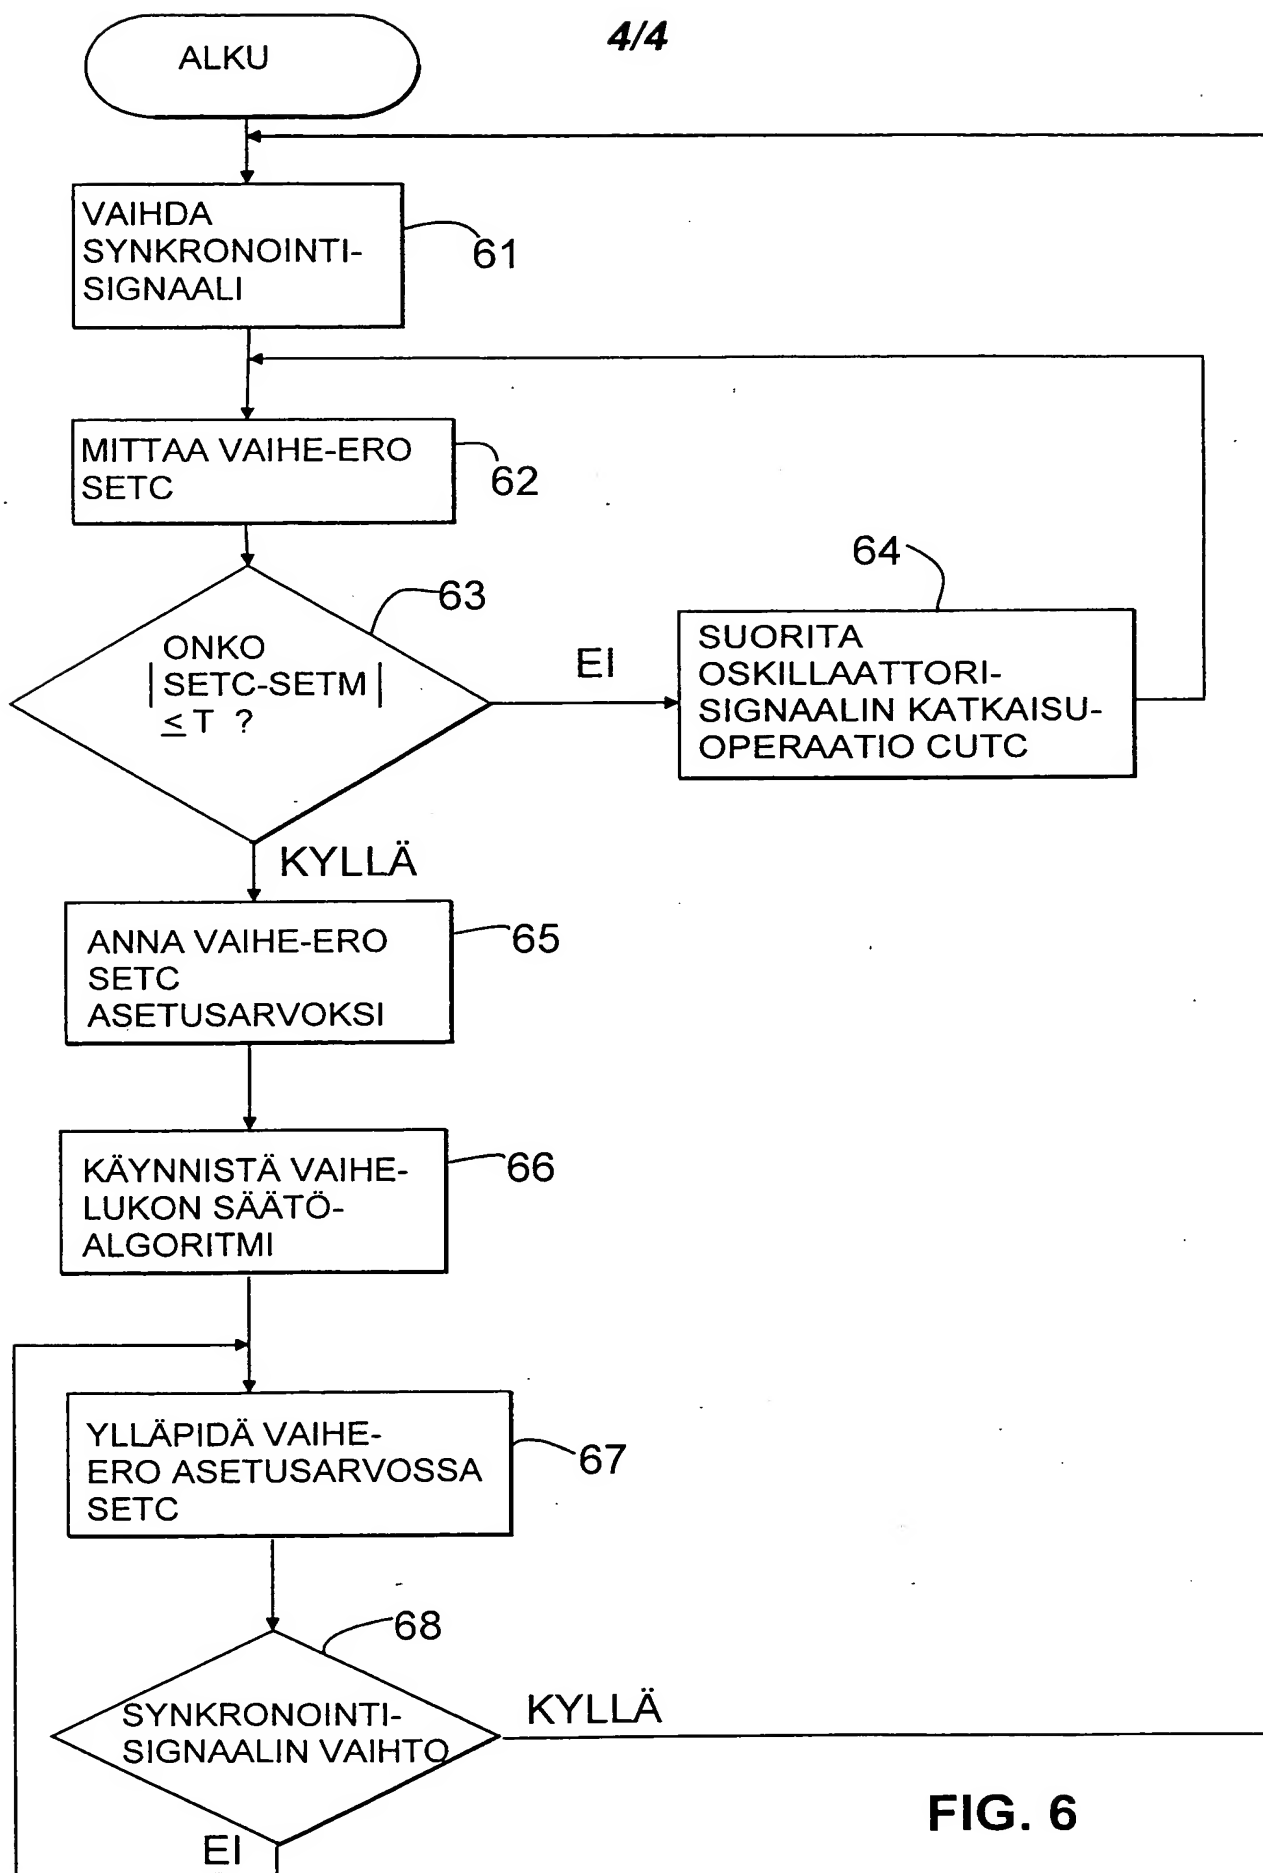 4/4
ALKU
VAIHDA
SYNKRONOINTI-
SIGNAALI
61
MITTAA VAIHE-ERO
SETC
62
63
ONKO
|SETC-SETM|
≤ T ?
EI
64
SUORITA
OSKILLAATTORI-
SIGNAALIN KATKAISU-
OPERAATIO CUTC
KYLLÄ
ANNA VAIHE-ERO
SETC
ASETUSARVOKSI
65
KÄYNNISTÄ VAIHE-
LUKON SÄÄTÖ-
ALGORITMI
66
YLLÄPIDÄ VAIHE-
ERO ASETUSARVOSSA
SETC
67
68
SYNKRONOINTI-
SIGNAALIN VAIHTO
KYLLÄ
EI
FIG. 6